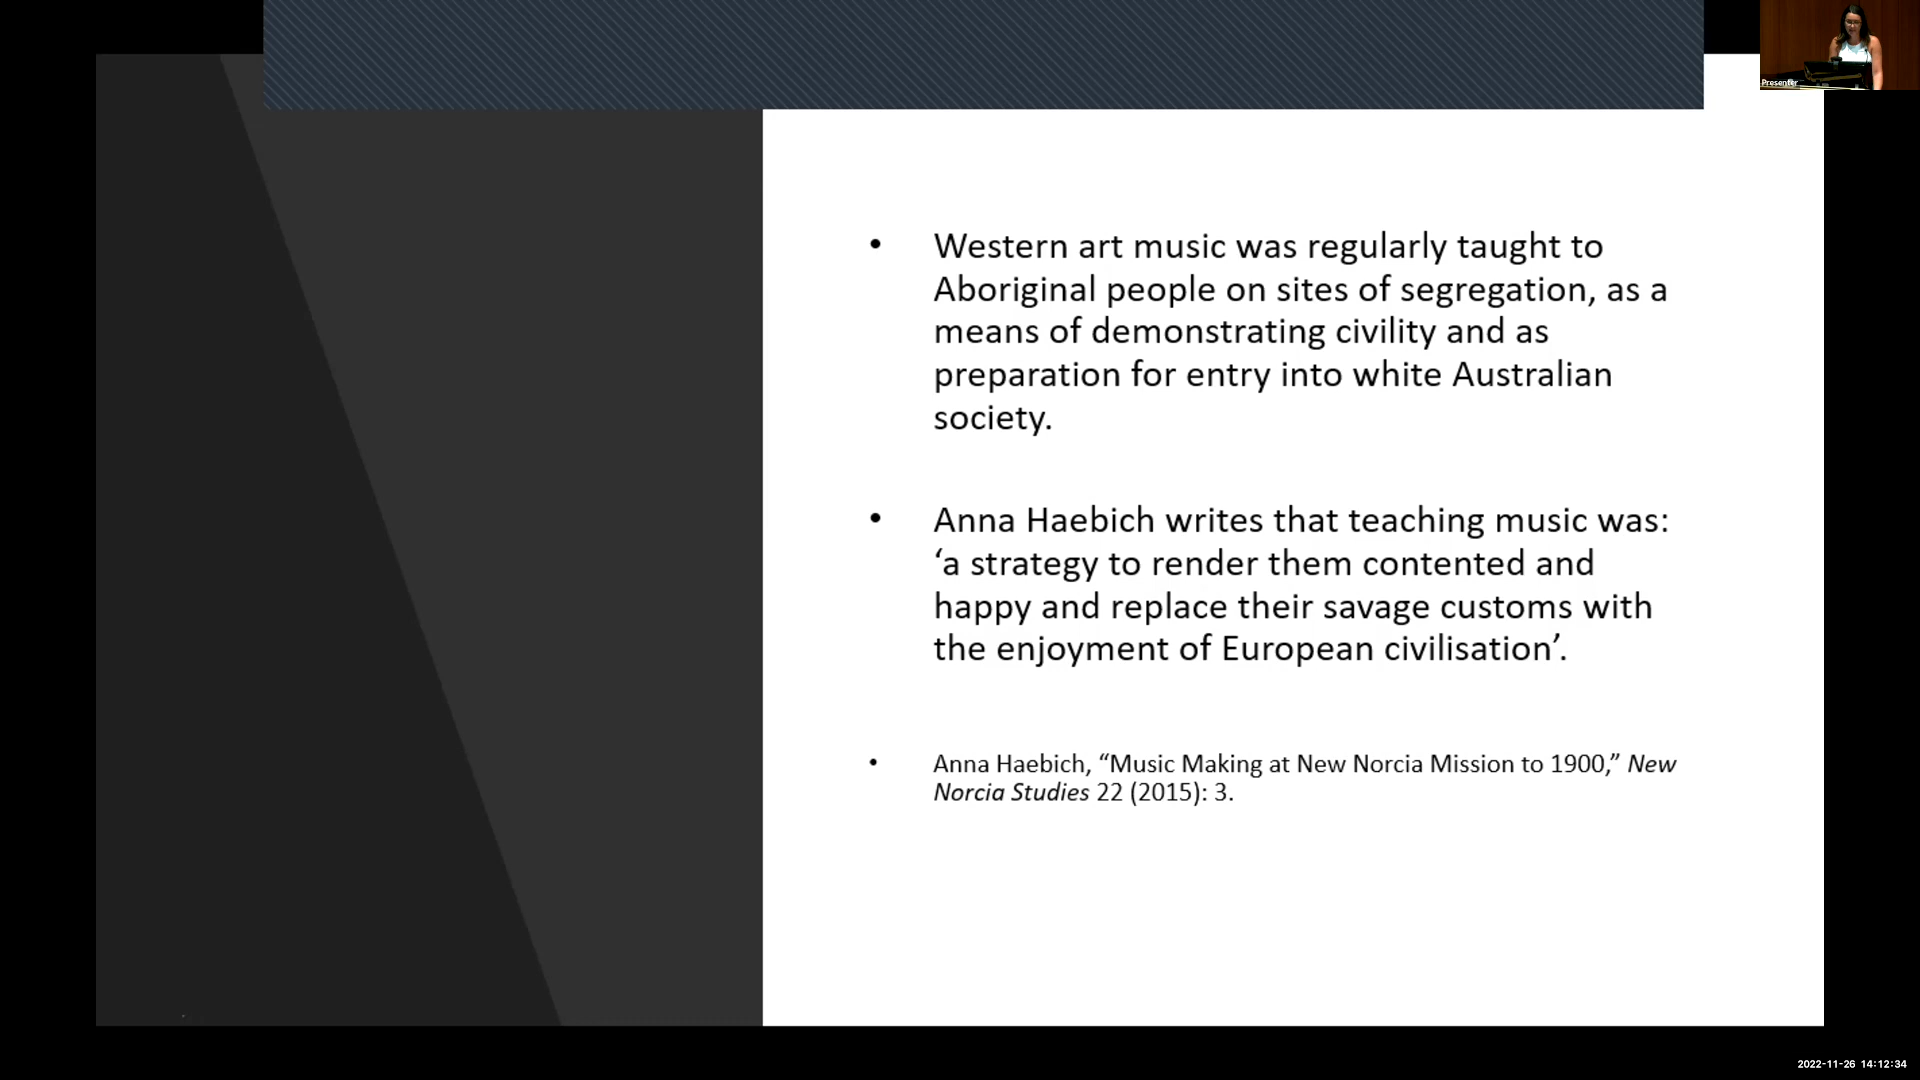 Presenter
• Western art music was regularly taught to
Aboriginal people on sites of segregation, as a
means of demonstrating civility and as
preparation for entry into white Australian
society.
• Anna Haebich writes that teaching music was:
‘a strategy to render them contented and
happy and replace their savage customs with
the enjoyment of European civilisation’.
• Anna Haebich, “Music Making at New Norcia Mission to 1900,” New
Norcia Studies 22 (2015): 3.
2022-11-26 14:12:34